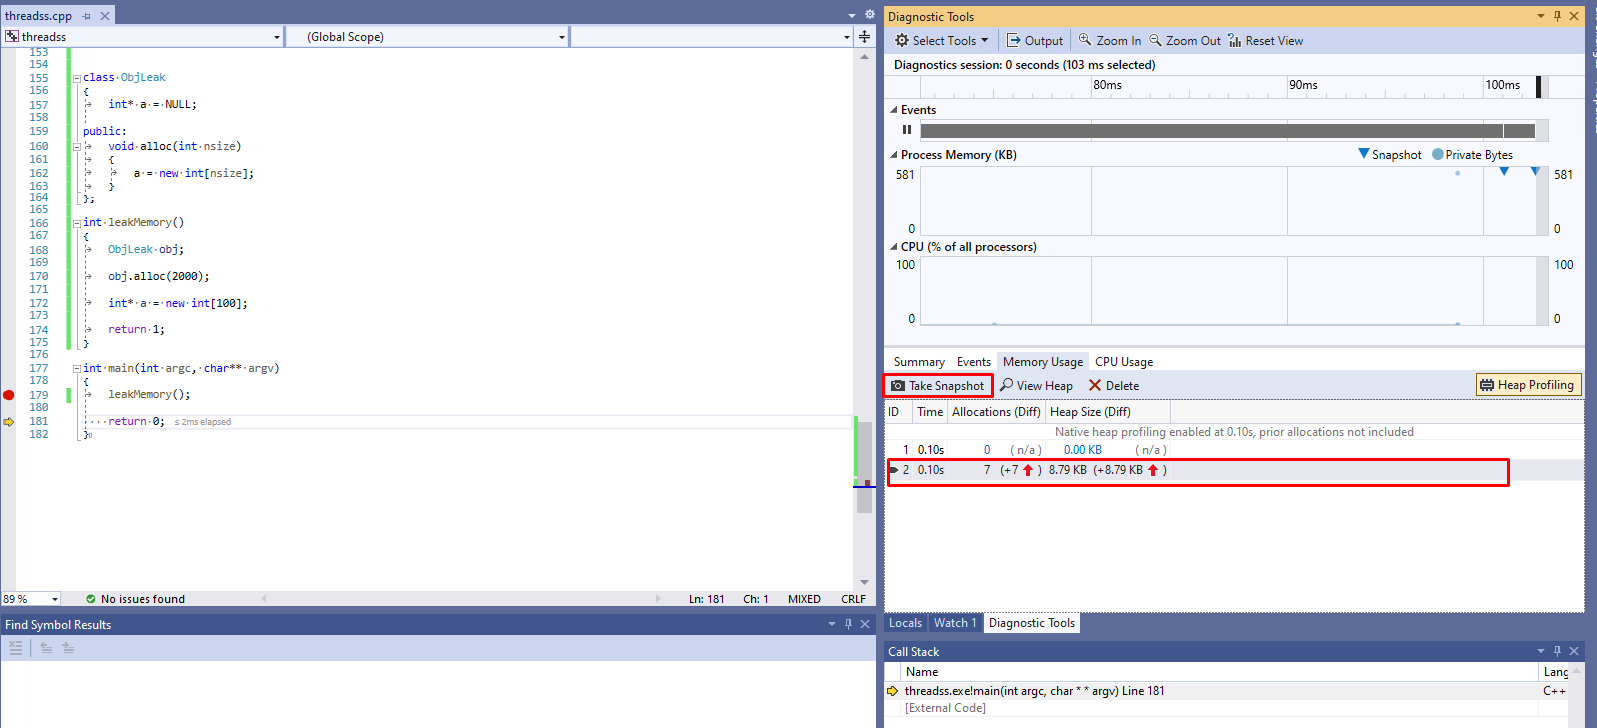 threadss.cpp
threadss
(Global Scope)
153
154
155 class ObjLeak
156 {
157 int* a = NULL;
158
159 public:
160 void alloc(int nsize)
161 {
162 a = new int[nsize];
163 }
164 };
165
166 int leakMemory()
167 {
168 ObjLeak obj;
169
170 obj.alloc(2000);
171
172 int* a = new int[100];
173
174 return 1;
175 }
176
177 int main(int argc, char** argv)
178 {
179 leakMemory();
180
181 return 0; ≤ 2ms elapsed
182 }
89 %
No issues found
Ln: 181 Ch: 1 MIXED CRLF
Find Symbol Results
Diagnostic Tools
Select Tools Output Zoom In Zoom Out Reset View
Diagnostics session: 0 seconds (103 ms selected)
80ms 90ms 100ms
Events
Process Memory (KB) Snapshot Private Bytes
581 581
0 0
CPU (% of all processors)
100 100
0 0
Summary Events Memory Usage CPU Usage
Take Snapshot View Heap Delete Heap Profiling
ID Time Allocations (Diff) Heap Size (Diff)
Native heap profiling enabled at 0.10s, prior allocations not included
1 0.10s 0 (n/a) 0.00 KB (n/a)
2 0.10s 7 (+7 ) 8.79 KB (+8.79 KB )
Locals Watch 1 Diagnostic Tools
Call Stack
Name Lang
threadss.exe!main(int argc, char * * argv) Line 181 C++
[External Code]